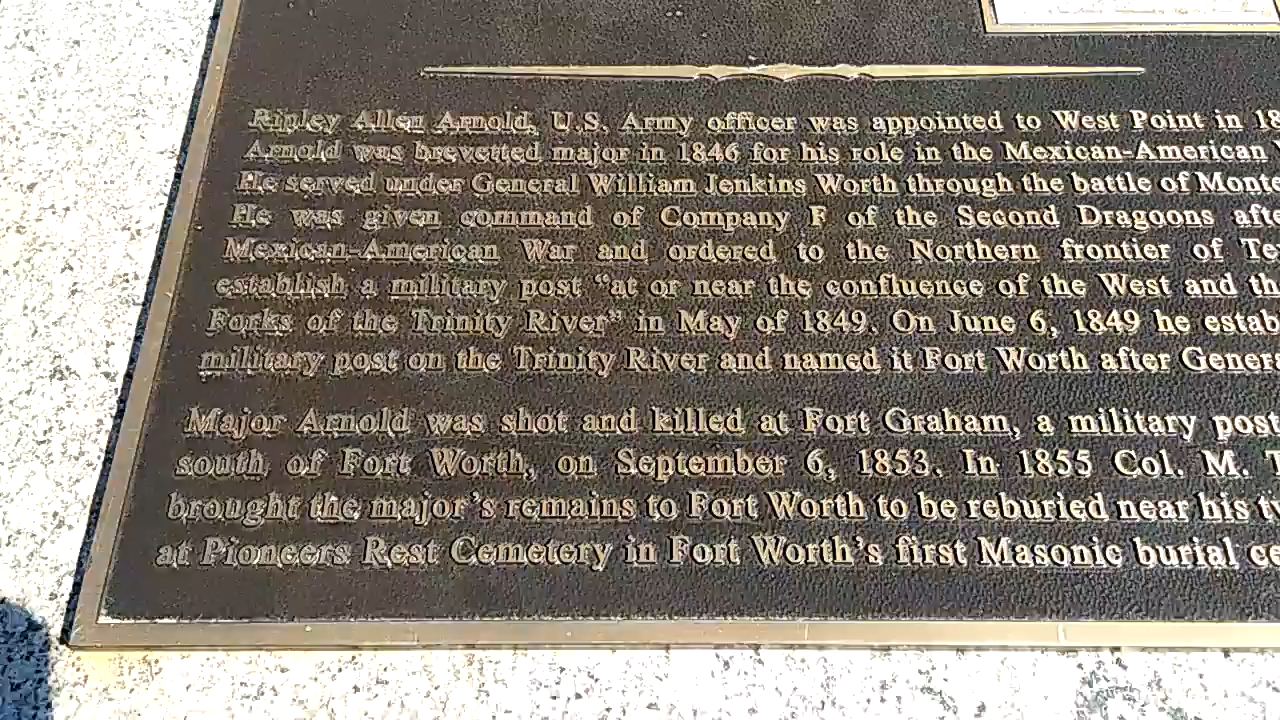 Ripley Allen Arnold, U.S. Army officer was appointed to West Point in 18
Arnold was brevetted major in 1846 for his role in the Mexican-American
He served under General William Jenkins Worth through the battle of Monte
He was given command of Company F of the Second Dragoons afte
Mexican-American War and ordered to the Northern frontier of Te
establish a military post “at or near the confluence of the West and th
Forks of the Trinity River” in May of 1849. On June 6, 1849 he estab
military post on the Trinity River and named it Fort Worth after Genera
Major Arnold was shot and killed at Fort Graham, a military post
south of Fort Worth, on September 6, 1853. In 1855 Col. M. T
brought the major’s remains to Fort Worth to be reburied near his tw
at Pioneers Rest Cemetery in Fort Worth’s first Masonic burial ce